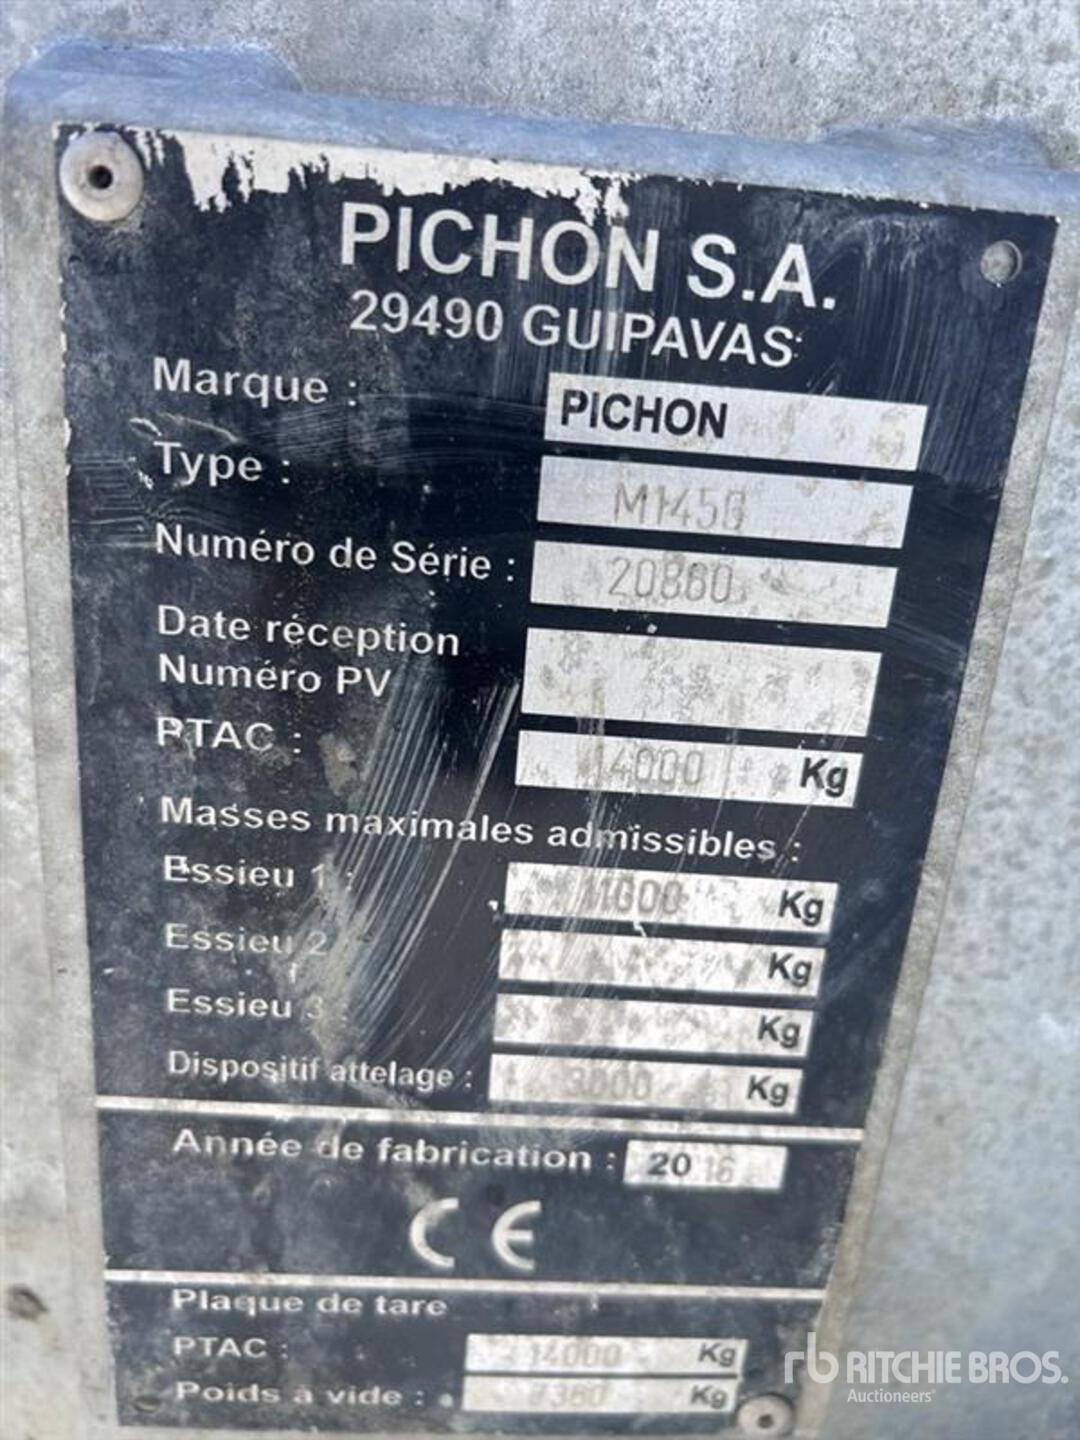 PICHON S.A.
29490 GUIPAVAS
Marque : PICHON
Type : M1450
Numéro de Série : 20860
Date réception
Numéro PV
PTAC : 14000 Kg
Masses maximales admissibles :
Essieu 1 : 11000 Kg
Essieu 2 Kg
Essieu 3 : Kg
Dispositif attelage : 3000 Kg
Année de fabrication : 2016
CE
Plaque de tare
PTAC : 14000 Kg
Poids à vide : Kg
rb RITCHIE BROS.
Auctioneers